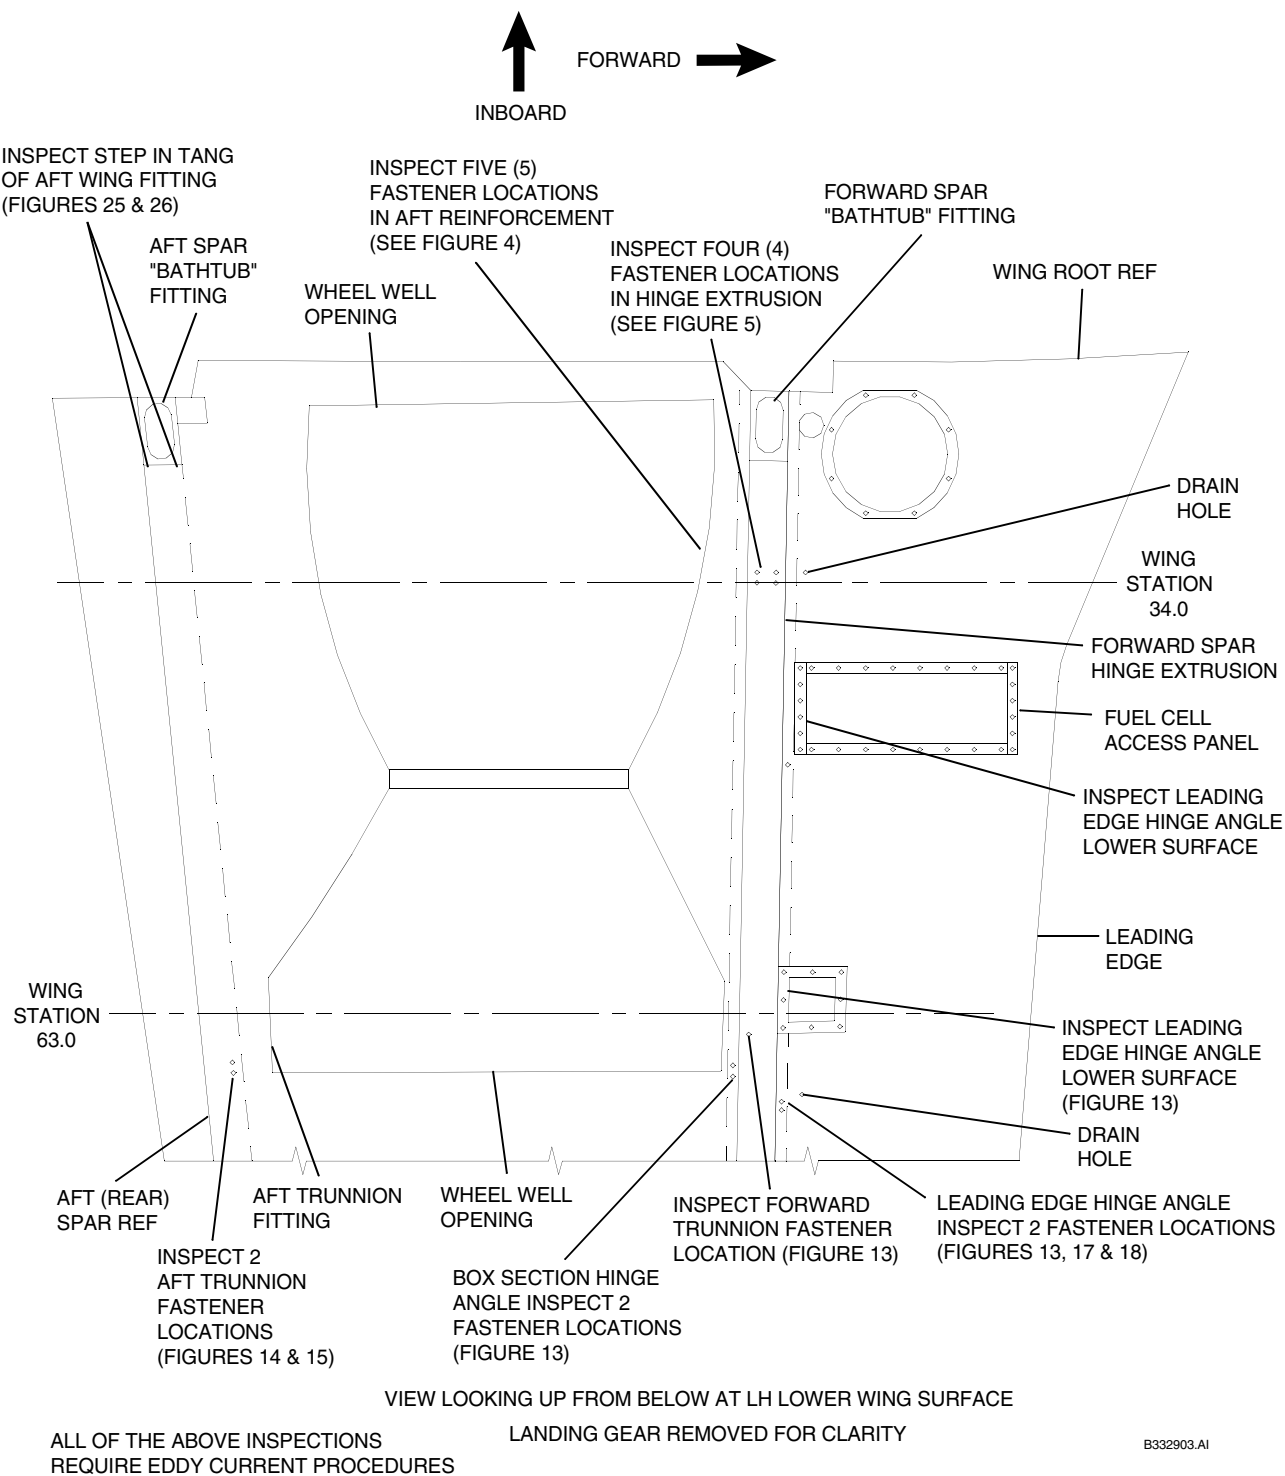 FORWARD
INBOARD
INSPECT STEP IN TANG
OF AFT WING FITTING
(FIGURES 25 & 26)
AFT SPAR
"BATHTUB"
FITTING
WHEEL WELL
OPENING
INSPECT FIVE (5)
FASTENER LOCATIONS
IN AFT REINFORCEMENT
(SEE FIGURE 4)
INSPECT FOUR (4)
FASTENER LOCATIONS
IN HINGE EXTRUSION
(SEE FIGURE 5)
FORWARD SPAR
"BATHTUB" FITTING
WING ROOT REF
DRAIN
HOLE
WING
STATION
34.0
FORWARD SPAR
HINGE EXTRUSION
FUEL CELL
ACCESS PANEL
INSPECT LEADING
EDGE HINGE ANGLE
LOWER SURFACE
LEADING
EDGE
WING
STATION
63.0
INSPECT LEADING
EDGE HINGE ANGLE
LOWER SURFACE
(FIGURE 13)
DRAIN
HOLE
AFT (REAR)
SPAR REF
INSPECT 2
AFT TRUNNION
FASTENER
LOCATIONS
(FIGURES 14 & 15)
AFT TRUNNION
FITTING
WHEEL WELL
OPENING
BOX SECTION HINGE
ANGLE INSPECT 2
FASTENER LOCATIONS
(FIGURE 13)
INSPECT FORWARD
TRUNNION FASTENER
LOCATION (FIGURE 13)
LEADING EDGE HINGE ANGLE
INSPECT 2 FASTENER LOCATIONS
(FIGURES 13, 17 & 18)
VIEW LOOKING UP FROM BELOW AT LH LOWER WING SURFACE
LANDING GEAR REMOVED FOR CLARITY
ALL OF THE ABOVE INSPECTIONS
REQUIRE EDDY CURRENT PROCEDURES
B332903.AI